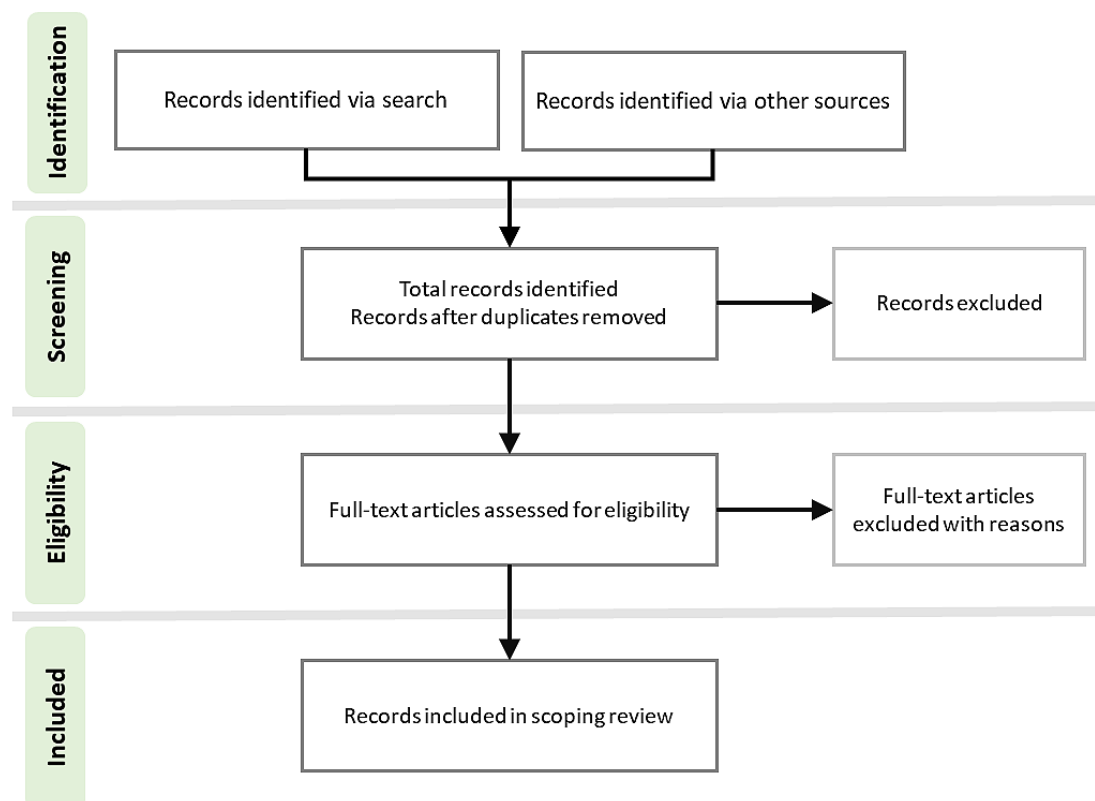 Identification
Records identified via search
Records identified via other sources
Screening
Total records identified
Records after duplicates removed
Records excluded
Eligibility
Full-text articles assessed for eligibility
Full-text articles
excluded with reasons
Included
Records included in scoping review